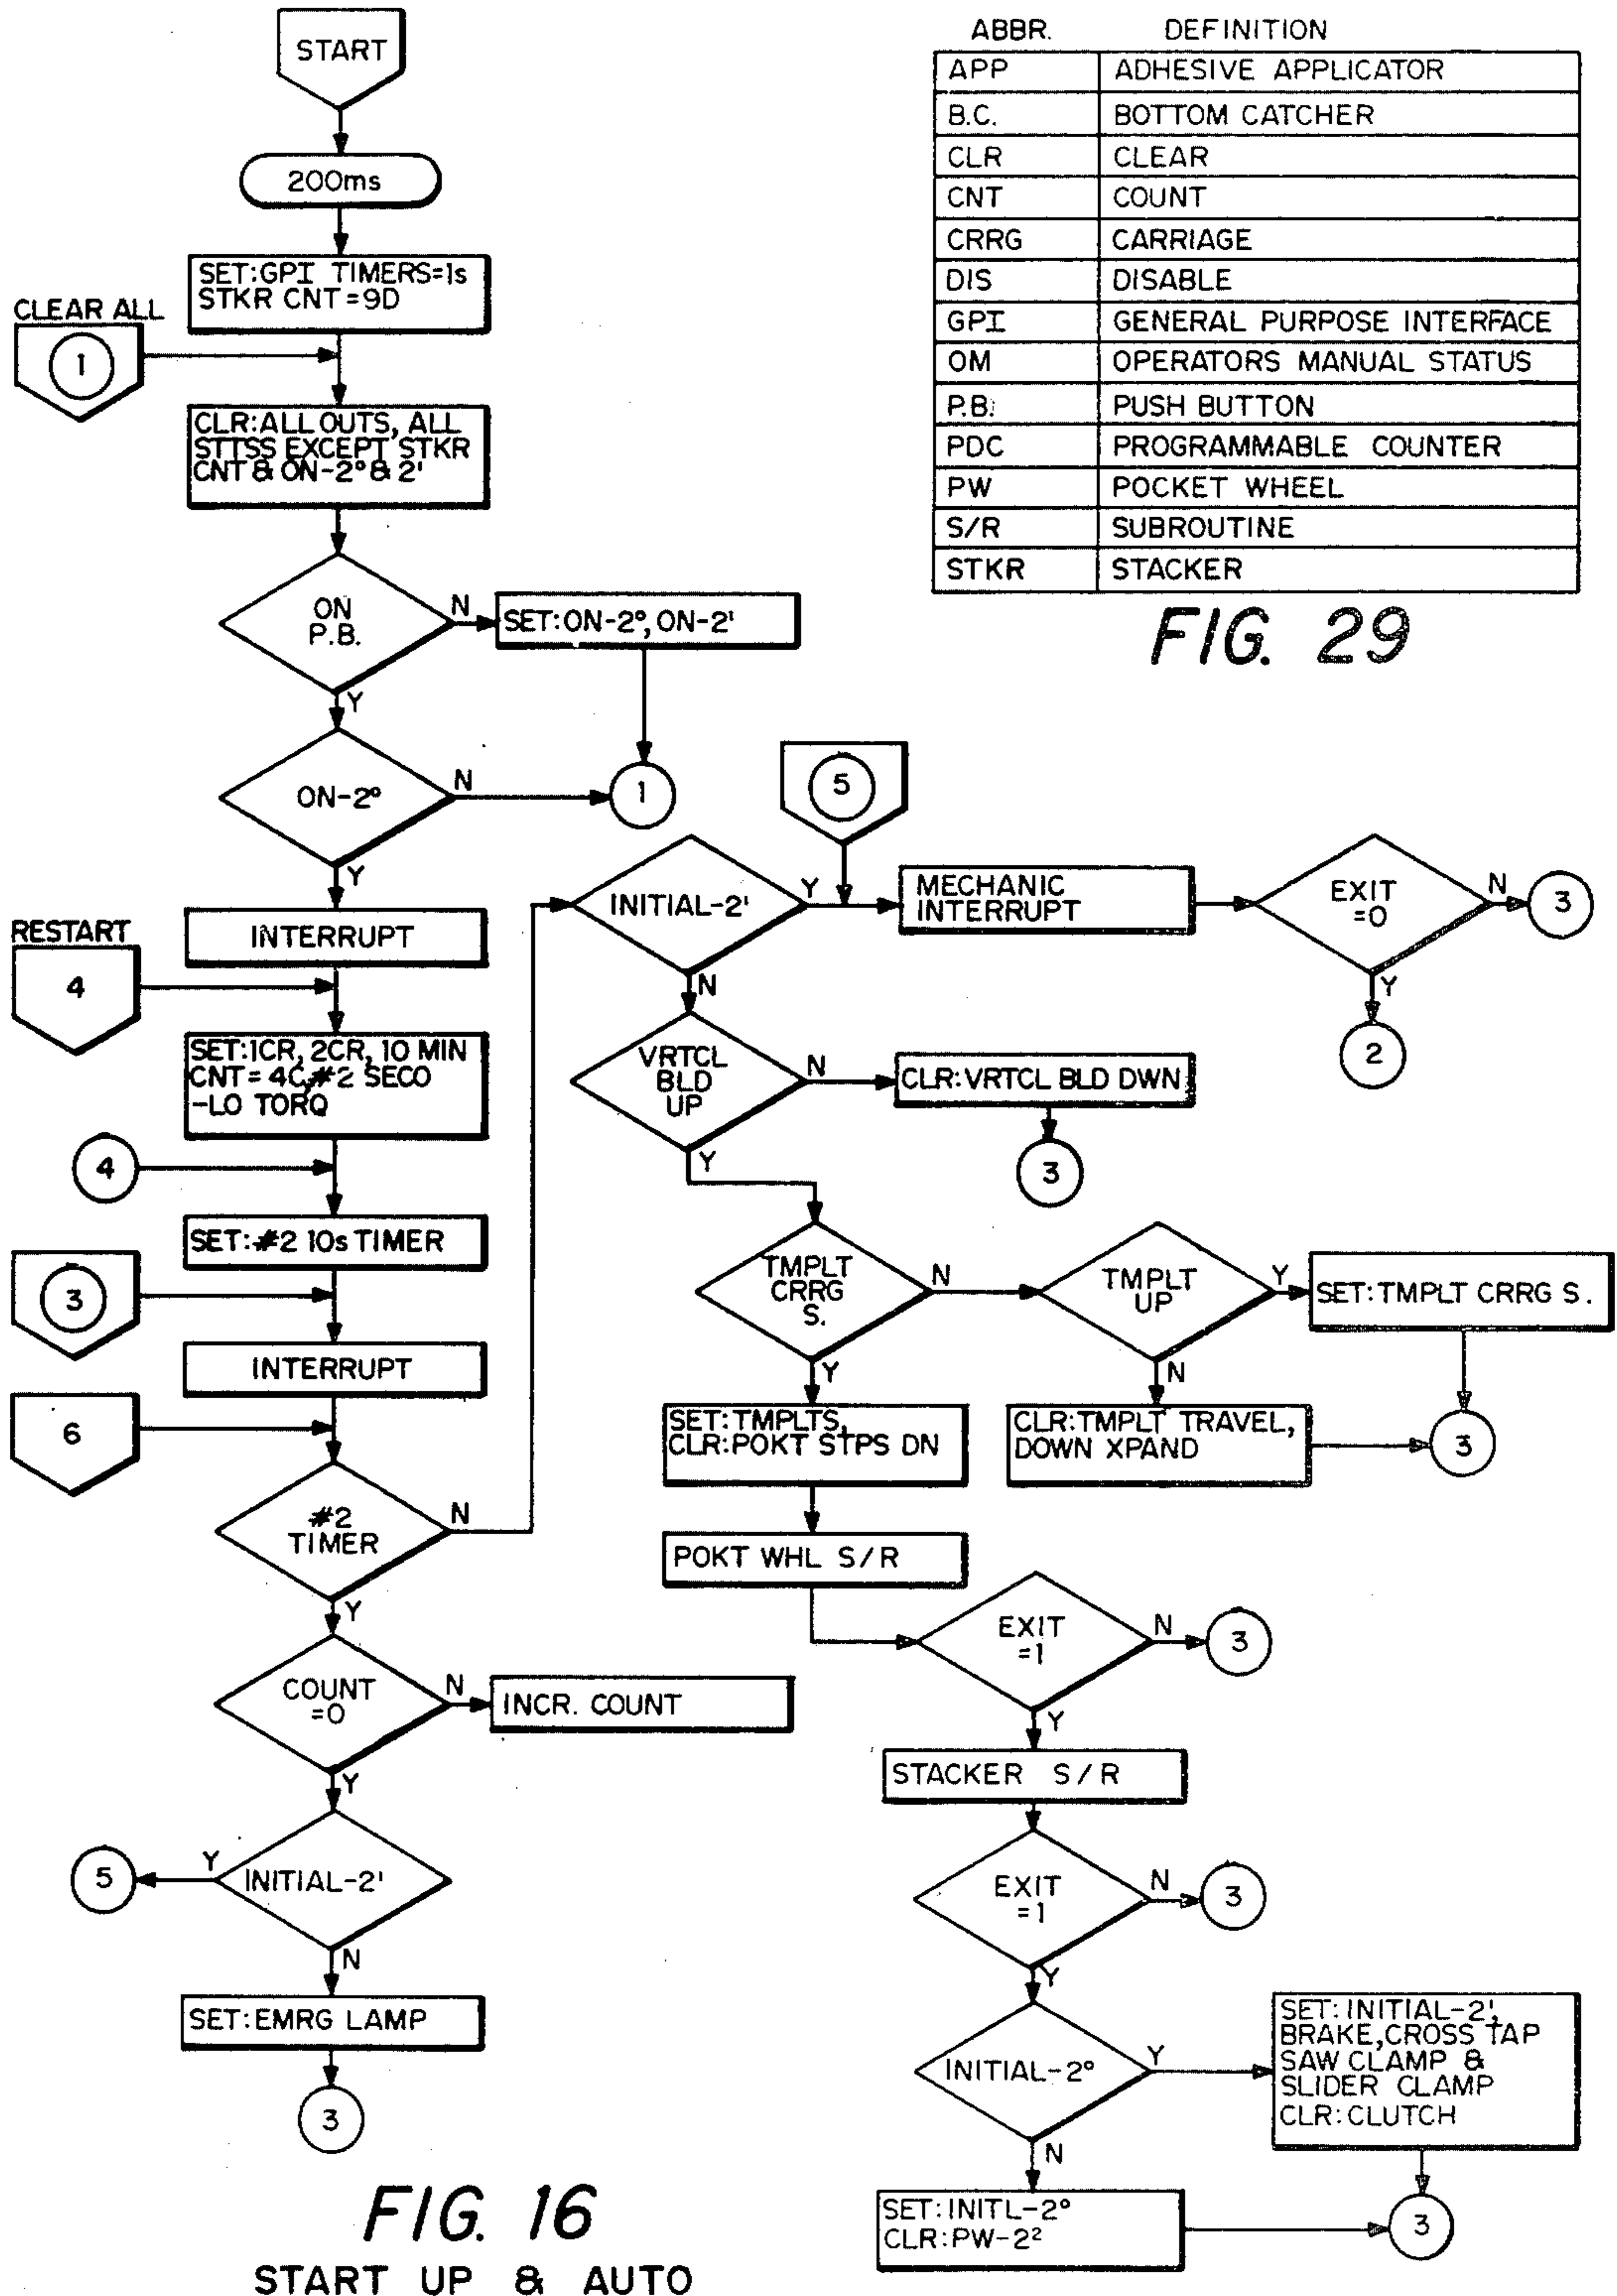 START
200ms
SET:GPI TIMERS=1s
STKR CNT=9D
CLEAR ALL
1
CLR:ALL OUTS, ALL
STTSS EXCEPT STKR
CNT & ON-2° & 2'
ON
P.B.
N
SET:ON-2°, ON-2'
Y
ON-2°
N
1
Y
INTERRUPT
RESTART
4
SET:1CR, 2CR, 10 MIN
CNT=4C,#2 SECO
-LO TORQ
4
SET:#2 10s TIMER
3
INTERRUPT
6
#2
TIMER
N
Y
COUNT
=0
N
INCR. COUNT
Y
INITIAL-2'
Y
5
N
SET:EMRG LAMP
3
FIG. 16
START UP & AUTO
ABBR. DEFINITION
APP ADHESIVE APPLICATOR
B.C. BOTTOM CATCHER
CLR CLEAR
CNT COUNT
CRRG CARRIAGE
DIS DISABLE
GPI GENERAL PURPOSE INTERFACE
OM OPERATORS MANUAL STATUS
P.B. PUSH BUTTON
PDC PROGRAMMABLE COUNTER
PW POCKET WHEEL
S/R SUBROUTINE
STKR STACKER
FIG. 29
5
INITIAL-2'
Y
MECHANIC
INTERRUPT
EXIT
=0
N
3
Y
2
N
VRTCL
BLD
UP
N
CLR:VRTCL BLD DWN
3
Y
TMPLT
CRRG
S.
N
TMPLT
UP
Y
SET:TMPLT CRRG S.
N
CLR:TMPLT TRAVEL,
DOWN XPAND
3
Y
SET:TMPLTS,
CLR:POKT STPS DN
POKT WHL S/R
EXIT
=1
N
3
Y
STACKER S/R
EXIT
=1
N
3
Y
INITIAL-2°
Y
SET:INITIAL-2',
BRAKE,CROSS TAP
SAW CLAMP &
SLIDER CLAMP
CLR:CLUTCH
N
SET:INITL-2°
CLR:PW-2²
3